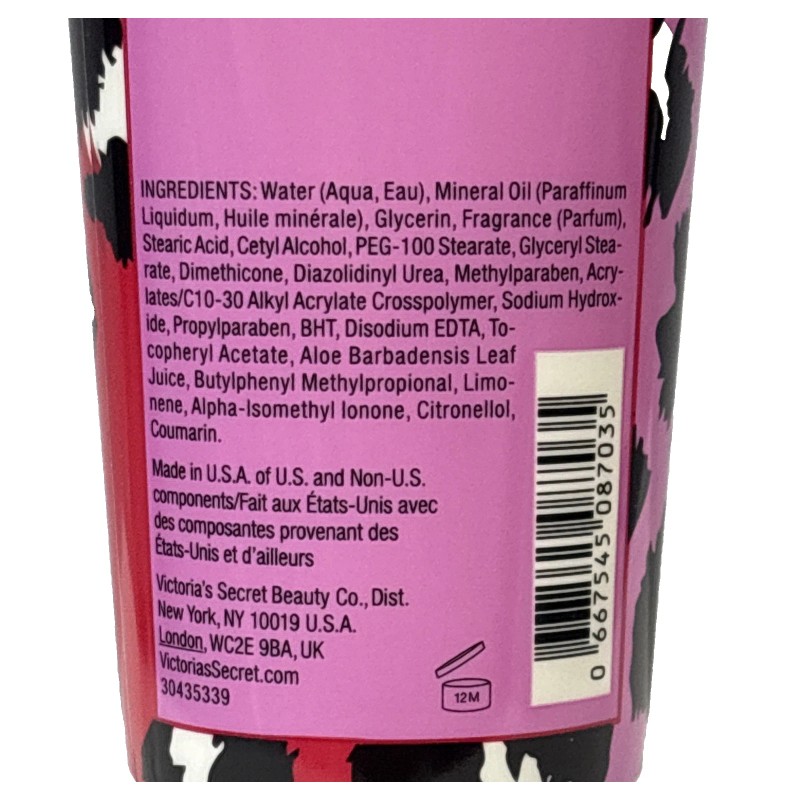 INGREDIENTS: Water (Aqua, Eau), Mineral Oil (Paraffinum
Liquidum, Huile minérale), Glycerin, Fragrance (Parfum),
Stearic Acid, Cetyl Alcohol, PEG-100 Stearate, Glyceryl Stea-
rate, Dimethicone, Diazolidinyl Urea, Methylparaben, Acry-
lates/C10-30 Alkyl Acrylate Crosspolymer, Sodium Hydrox-
ide, Propylparaben, BHT, Disodium EDTA, To-
copheryl Acetate, Aloe Barbadensis Leaf
Juice, Butylphenyl Methylpropional, Limo-
nene, Alpha-Isomethyl Ionone, Citronellol,
Coumarin.
Made in U.S.A. of U.S. and Non-U.S.
components/Fait aux États-Unis avec
des composantes provenant des
États-Unis et d'ailleurs
Victoria's Secret Beauty Co., Dist.
New York, NY 10019 U.S.A.
London, WC2E 9BA, UK
VictoriasSecret.com
30435339
12M
0 667545 087035